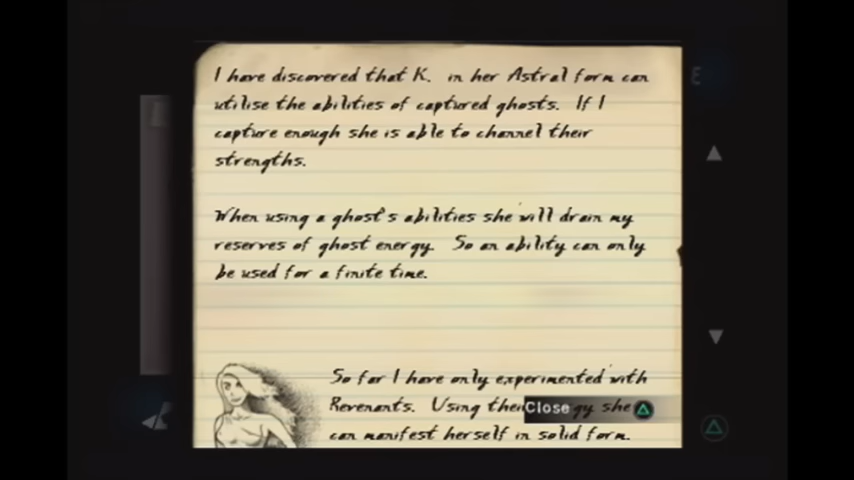 I have discovered that K. in her Astral form can
utilise the abilities of captured ghosts. If I
capture enough she is able to channel their
strengths.
When using a ghost's abilities she will drain my
reserves of ghost energy. So an ability can only
be used for a finite time.
So far I have only experimented with
Revenants. Using their gy she
Close
can manifest herself in solid form.